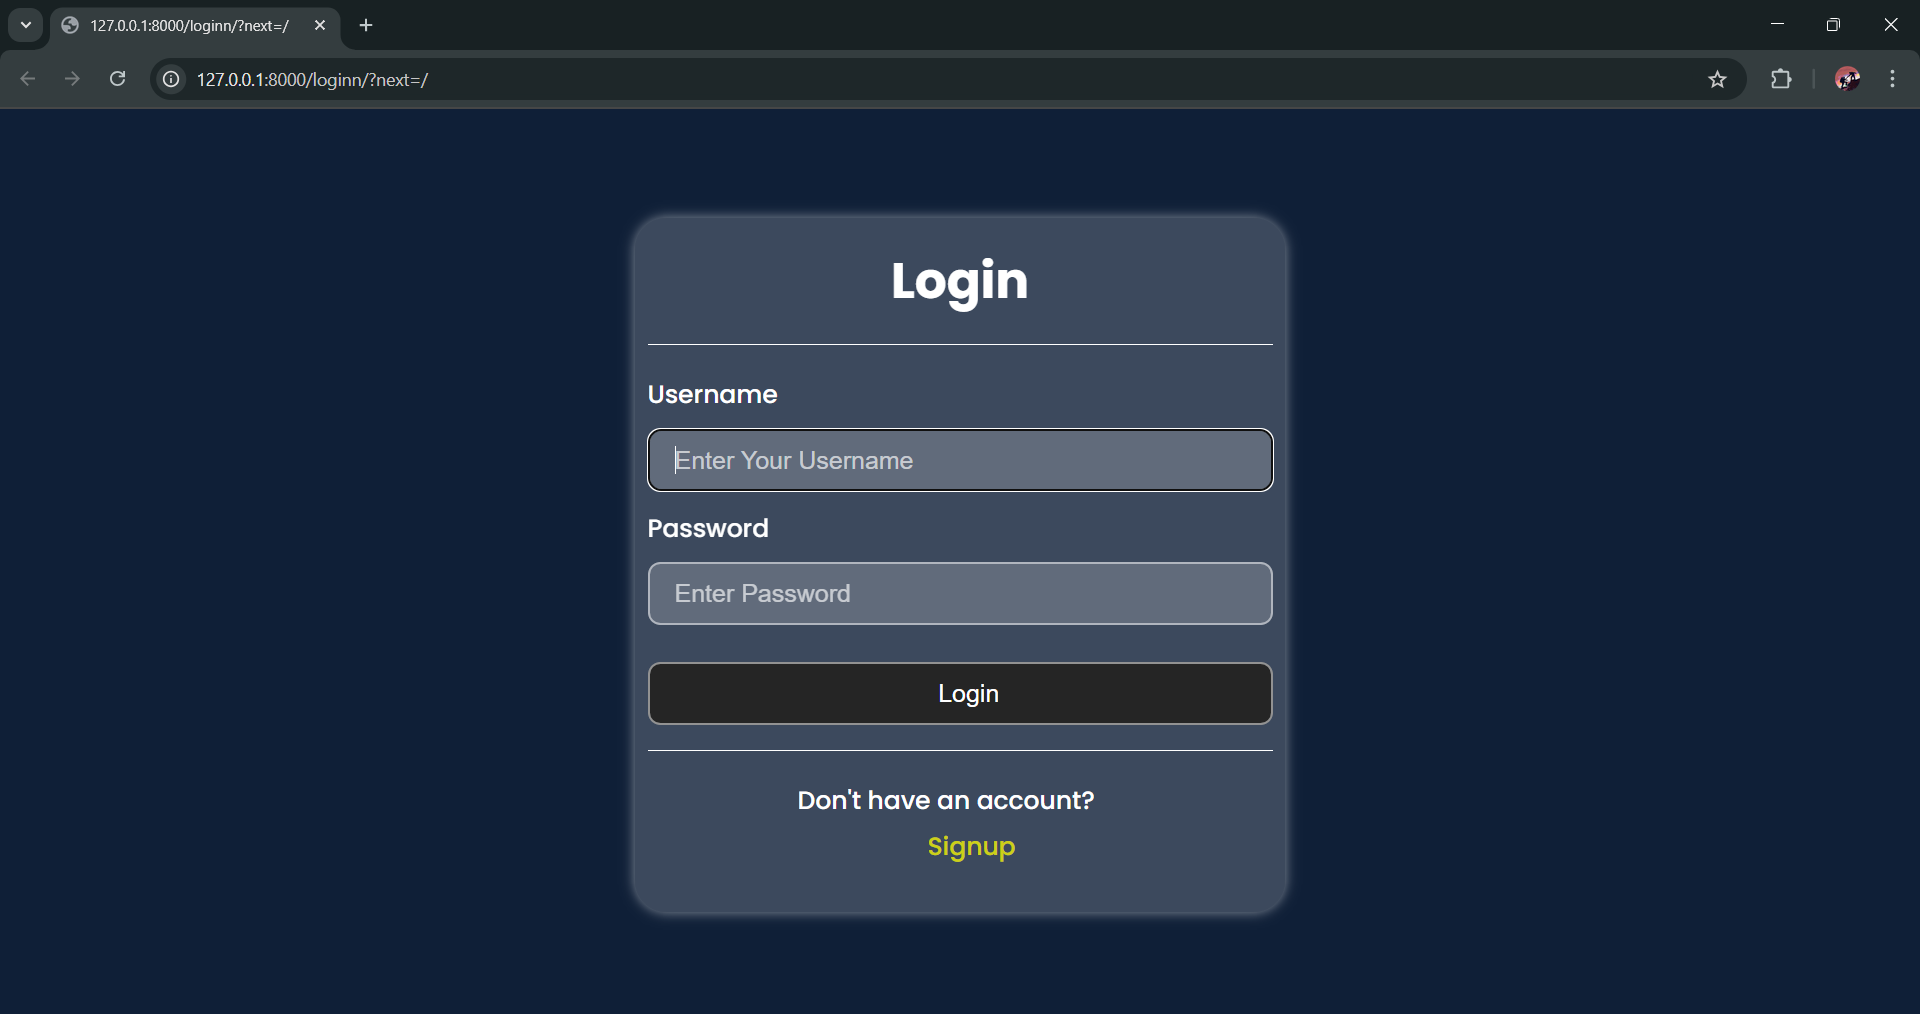 127.0.0.1:8000/loginn/?next=/
127.0.0.1:8000/loginn/?next=/
Login
Username
Enter Your Username
Password
Enter Password
Login
Don't have an account?
Signup